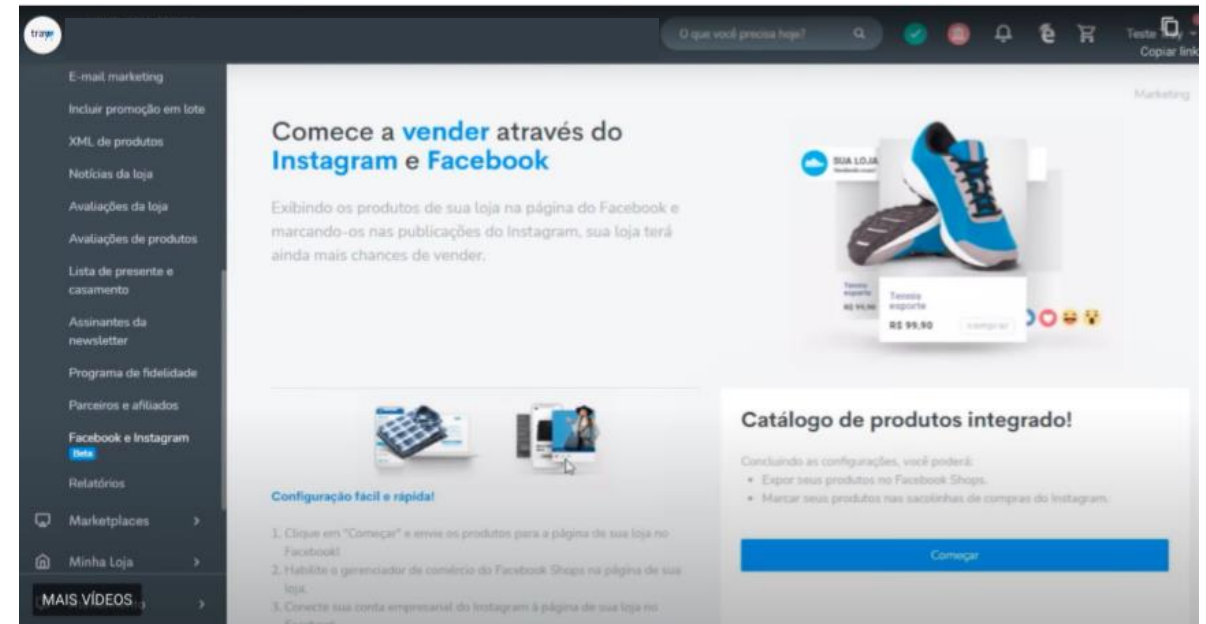 tray
O que você precisa hoje?
Teste
Copiar link
E-mail marketing
Incluir promoção em lote
XML de produtos
Notícias da loja
Avaliações da loja
Avaliações de produtos
Lista de presente e
casamento
Assinantes da
newsletter
Programa de fidelidade
Parceiros e afiliados
Facebook e Instagram
Beta
Relatórios
Marketplaces
Minha Loja
MAIS VÍDEOS
Marketing
Comece a vender através do
Instagram e Facebook
Exibindo os produtos de sua loja na página do Facebook e
marcando-os nas publicações do Instagram, sua loja terá
ainda mais chances de vender.
SUA LOJA
Tennis
esporte
R$ 99,90
Tennis
esporte
R$ 99,90
comprar
Configuração fácil e rápida!
1. Clique em "Começar" e envie os produtos para a página de sua loja no
Facebook!
2. Habilite o gerenciador de comércio do Facebook Shops na página de sua
loja.
3. Conecte sua conta empresarial do Instagram à página de sua loja no
Facebook
Catálogo de produtos integrado!
Concluindo as configurações, você poderá:
• Expor seus produtos no Facebook Shops.
• Marcar seus produtos nas sacolinhas de compras do Instagram.
Começar